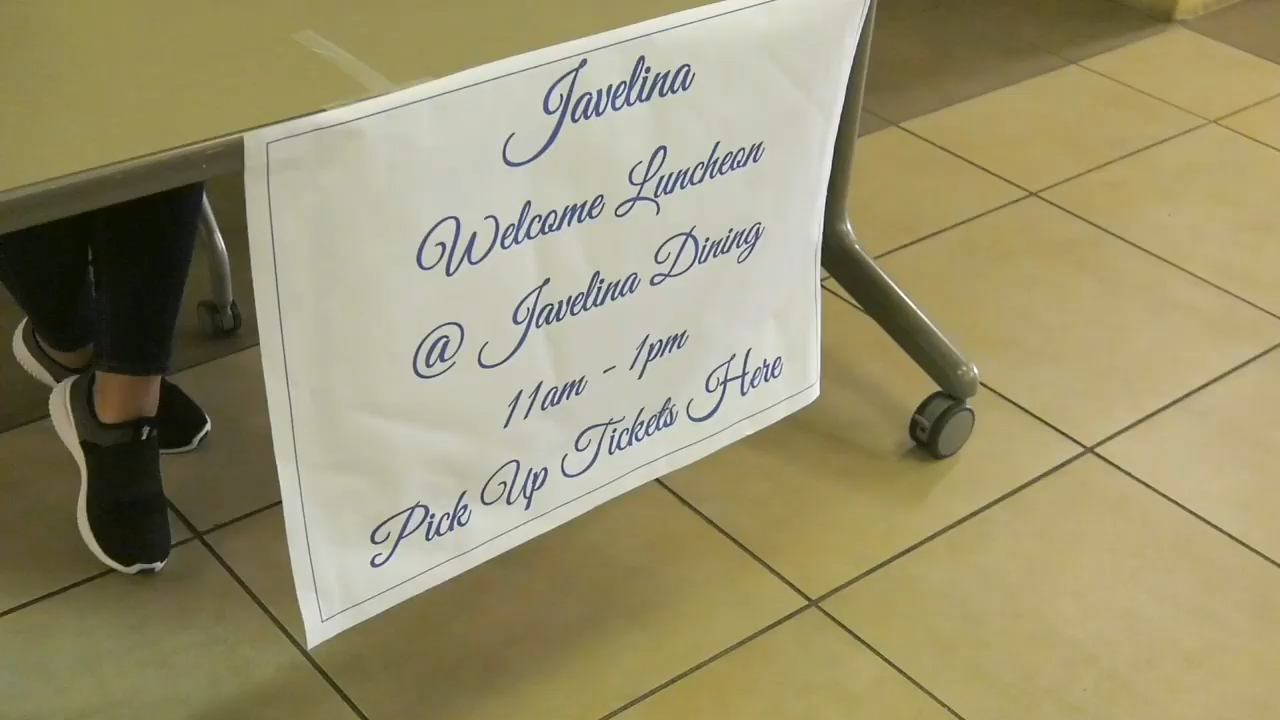 Javelina
Welcome Luncheon
@ Javelina Dining
11am - 1pm
Pick Up Tickets Here